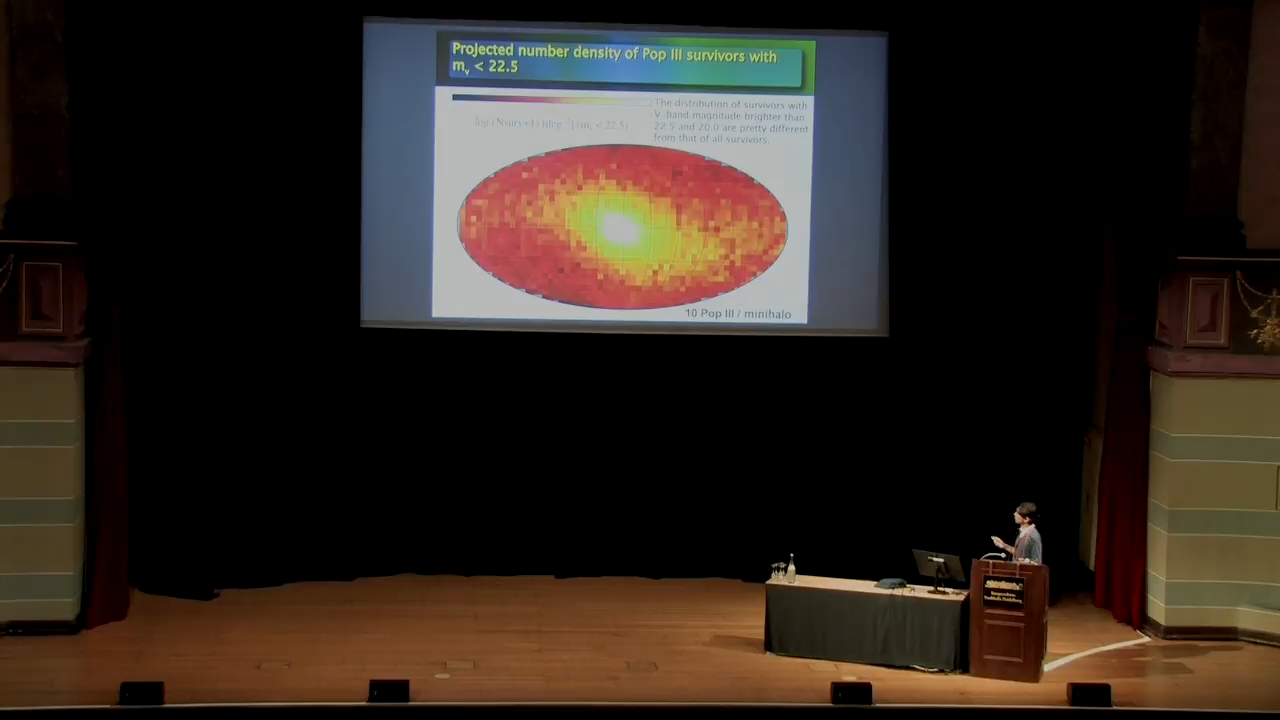 Projected number density of Pop III survivors with
mv < 22.5
The distribution of survivors with
V band magnitude brighter than
22.5 and 20.0 are pretty different
from that of all survivors.
10 Pop III / minihalo